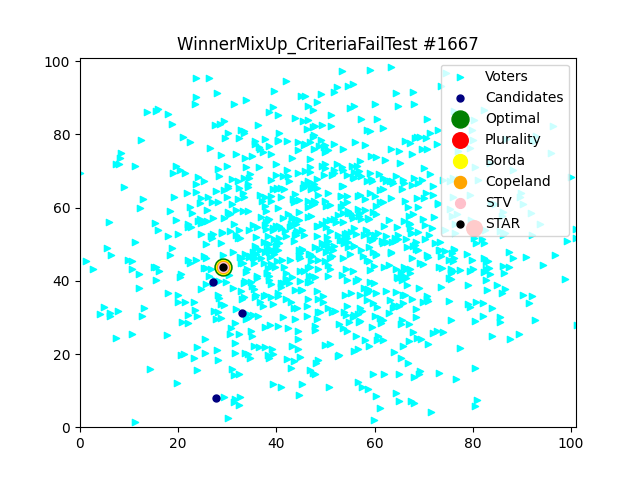 WinnerMixUp_CriteriaFailTest #1667
100
80
60
40
20
0
0 20 40 60 80 100
Voters
Candidates
Optimal
Plurality
Borda
Copeland
STV
STAR